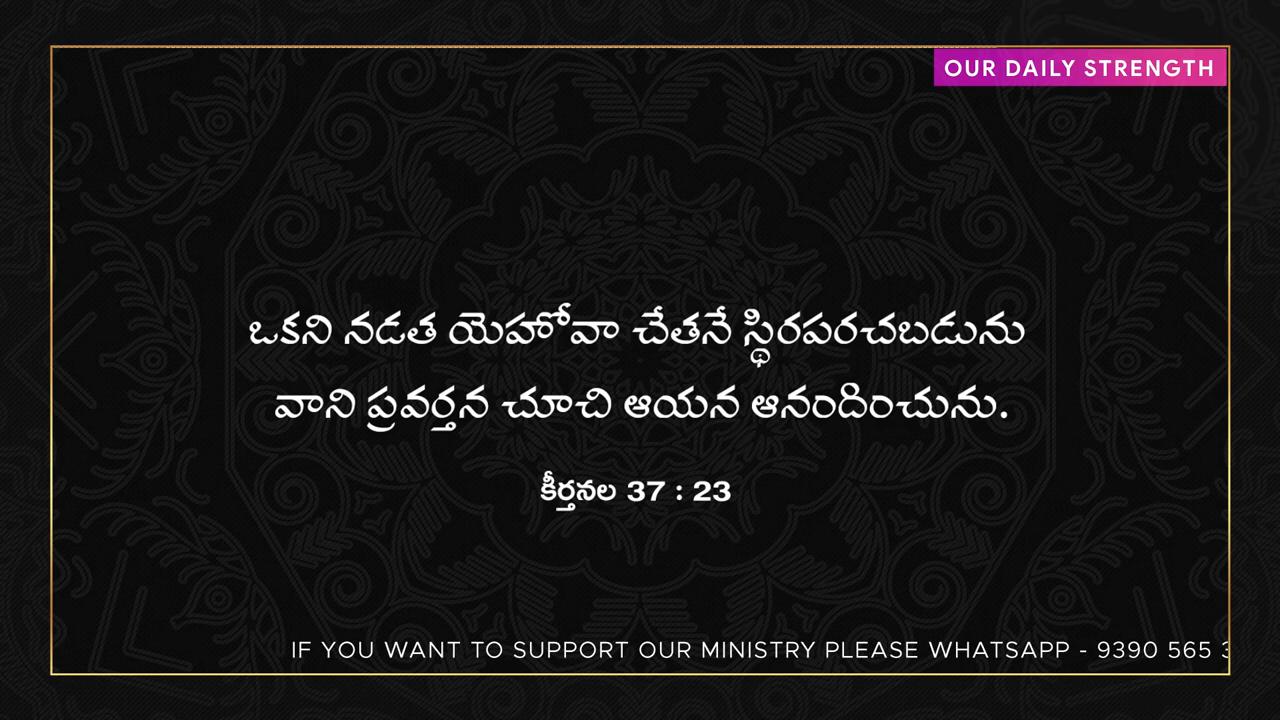 OUR DAILY STRENGTH
ఒకని నడత యెహోవా చేతనే స్థిరపరచబడును
వాని ప్రవర్తన చూచి ఆయన ఆనందించును.
కీర్తనల 37 : 23
IF YOU WANT TO SUPPORT OUR MINISTRY PLEASE WHATSAPP - 9390 565